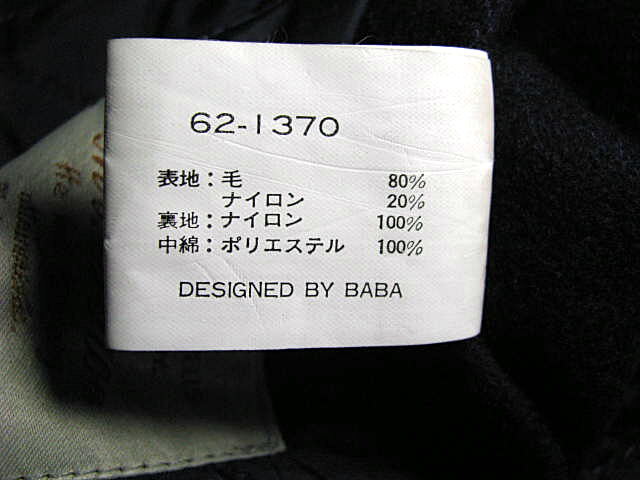 62-1370
表地：毛 80%
ナイロン 20%
裏地：ナイロン 100%
中綿：ポリエステル 100%
DESIGNED BY BABA